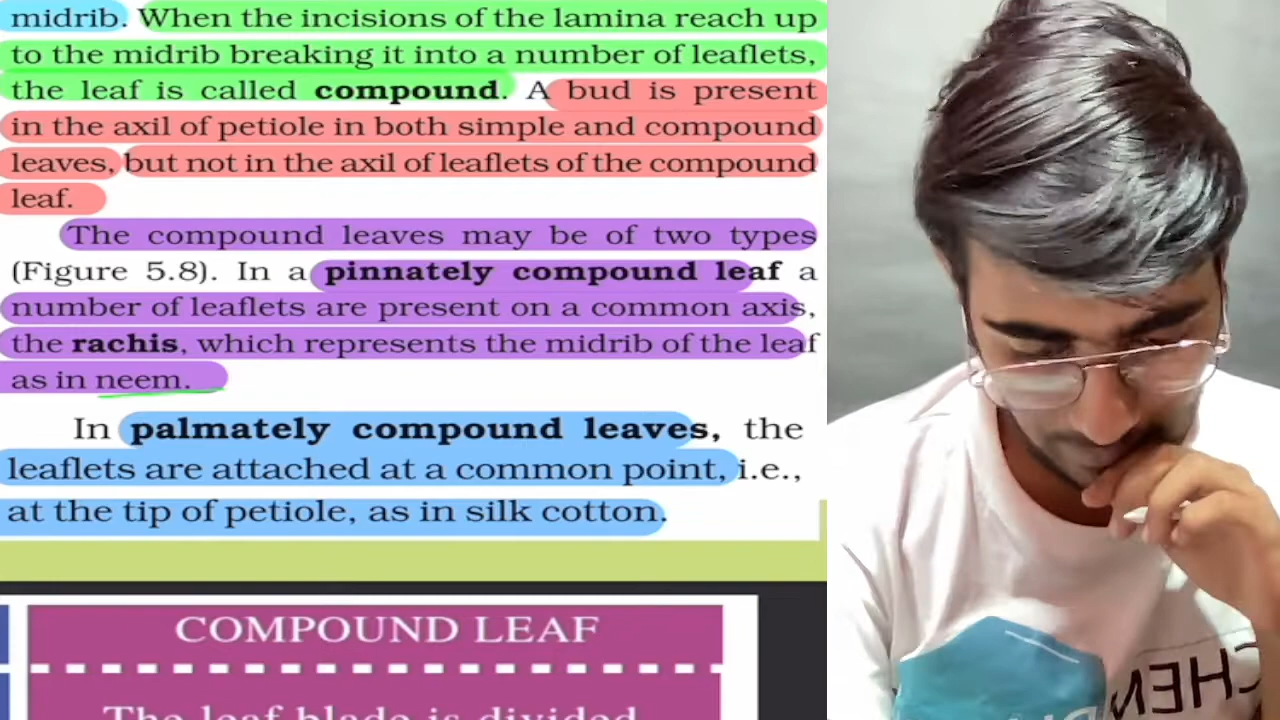 midrib. When the incisions of the lamina reach up
to the midrib breaking it into a number of leaflets,
the leaf is called compound. A bud is present
in the axil of petiole in both simple and compound
leaves, but not in the axil of leaflets of the compound
leaf.
The compound leaves may be of two types
(Figure 5.8). In a pinnately compound leaf a
number of leaflets are present on a common axis,
the rachis, which represents the midrib of the leaf
as in neem.
In palmately compound leaves, the
leaflets are attached at a common point, i.e.,
at the tip of petiole, as in silk cotton.
COMPOUND LEAF
The leaf blade is divided